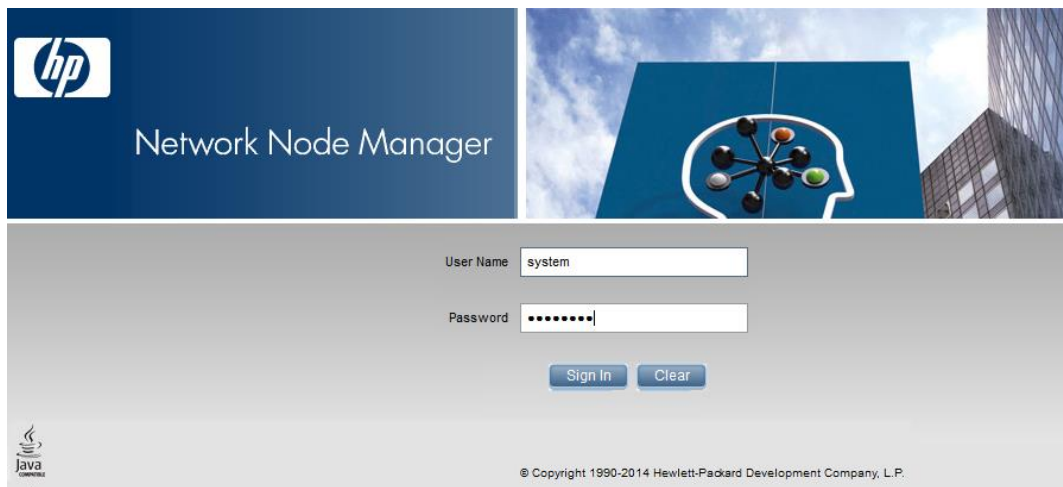 hp
Network Node Manager
User Name
system
Password
Sign In
Clear
Java
COMPATIBLE
© Copyright 1990-2014 Hewlett-Packard Development Company, L.P.